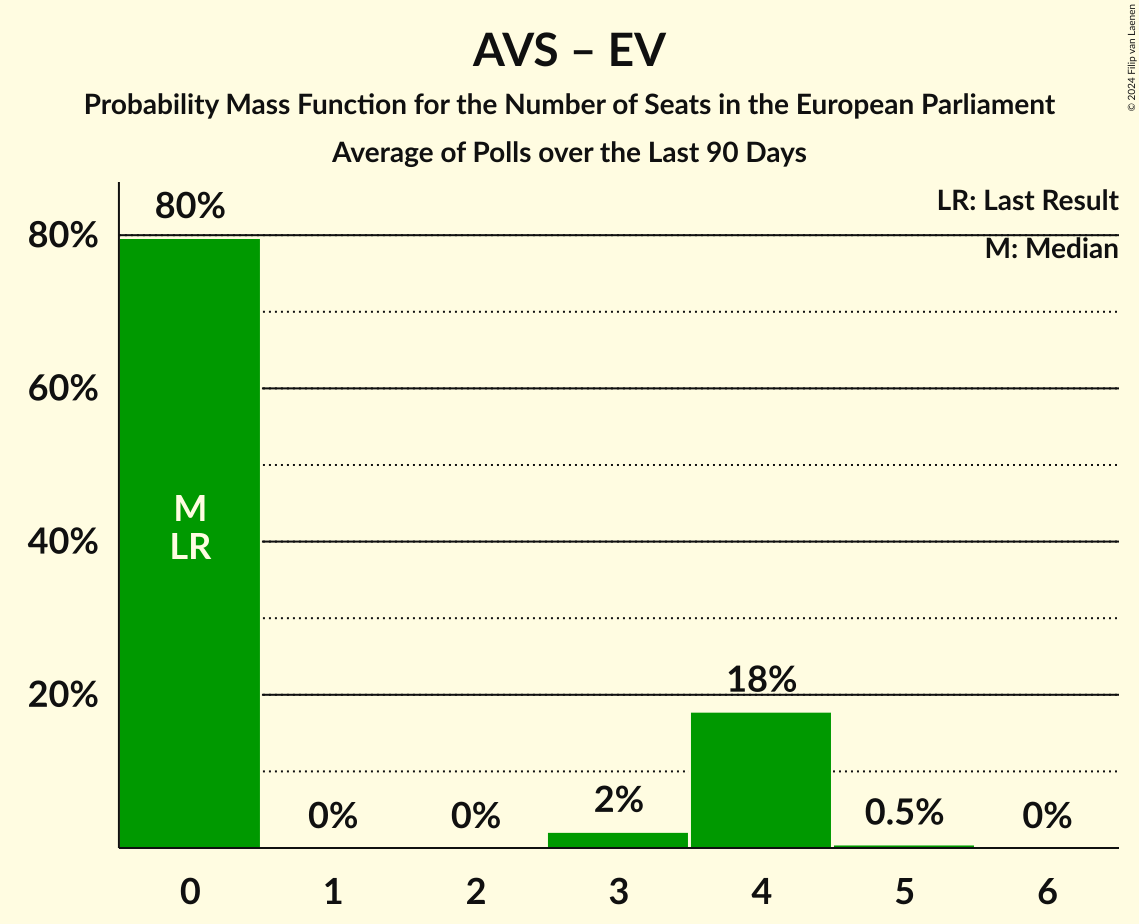 AVS – EV
Probability Mass Function for the Number of Seats in the European Parliament
Average of Polls over the Last 90 Days
© 2024 Filip van Laenen
LR: Last Result
M: Median
80%
60%
40%
20%
80%
M
LR
0%
0%
2%
18%
0.5%
0%
0
1
2
3
4
5
6